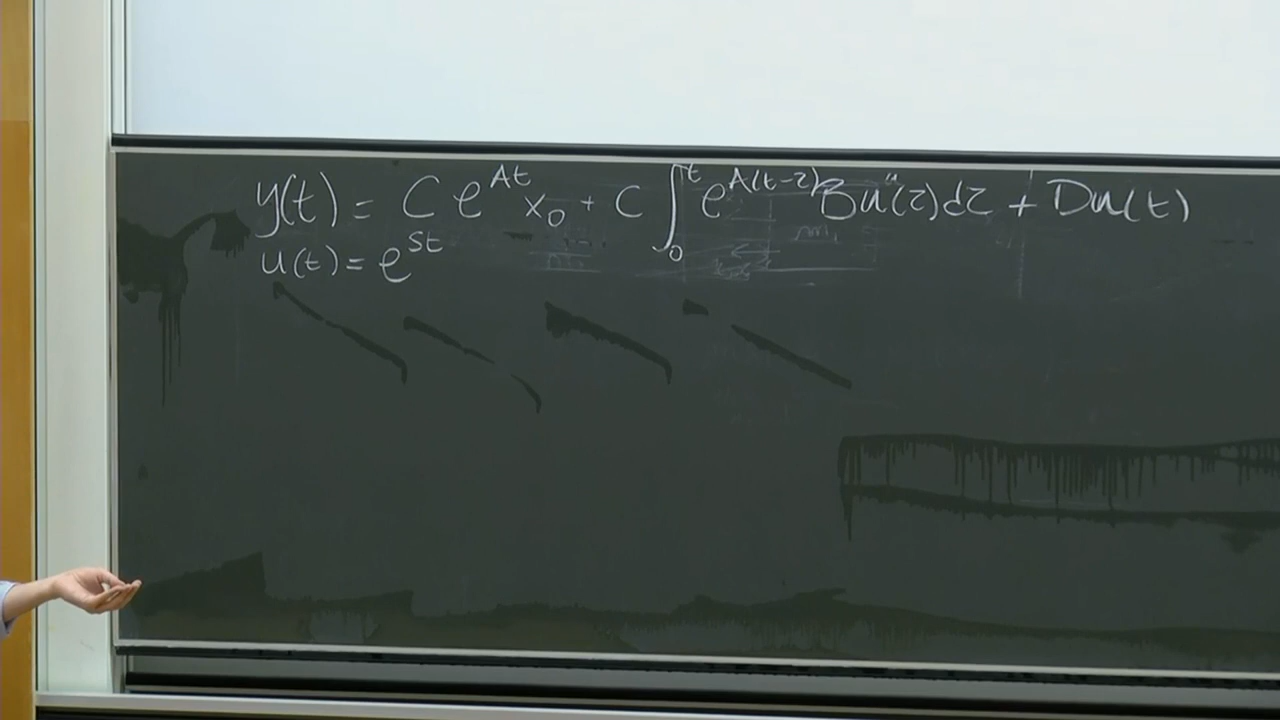 y(t) = C e^{At} x_0 + C ∫_0^t e^{A(t-τ)} B u(τ) dτ + D u(t)
u(t) = e^{st}